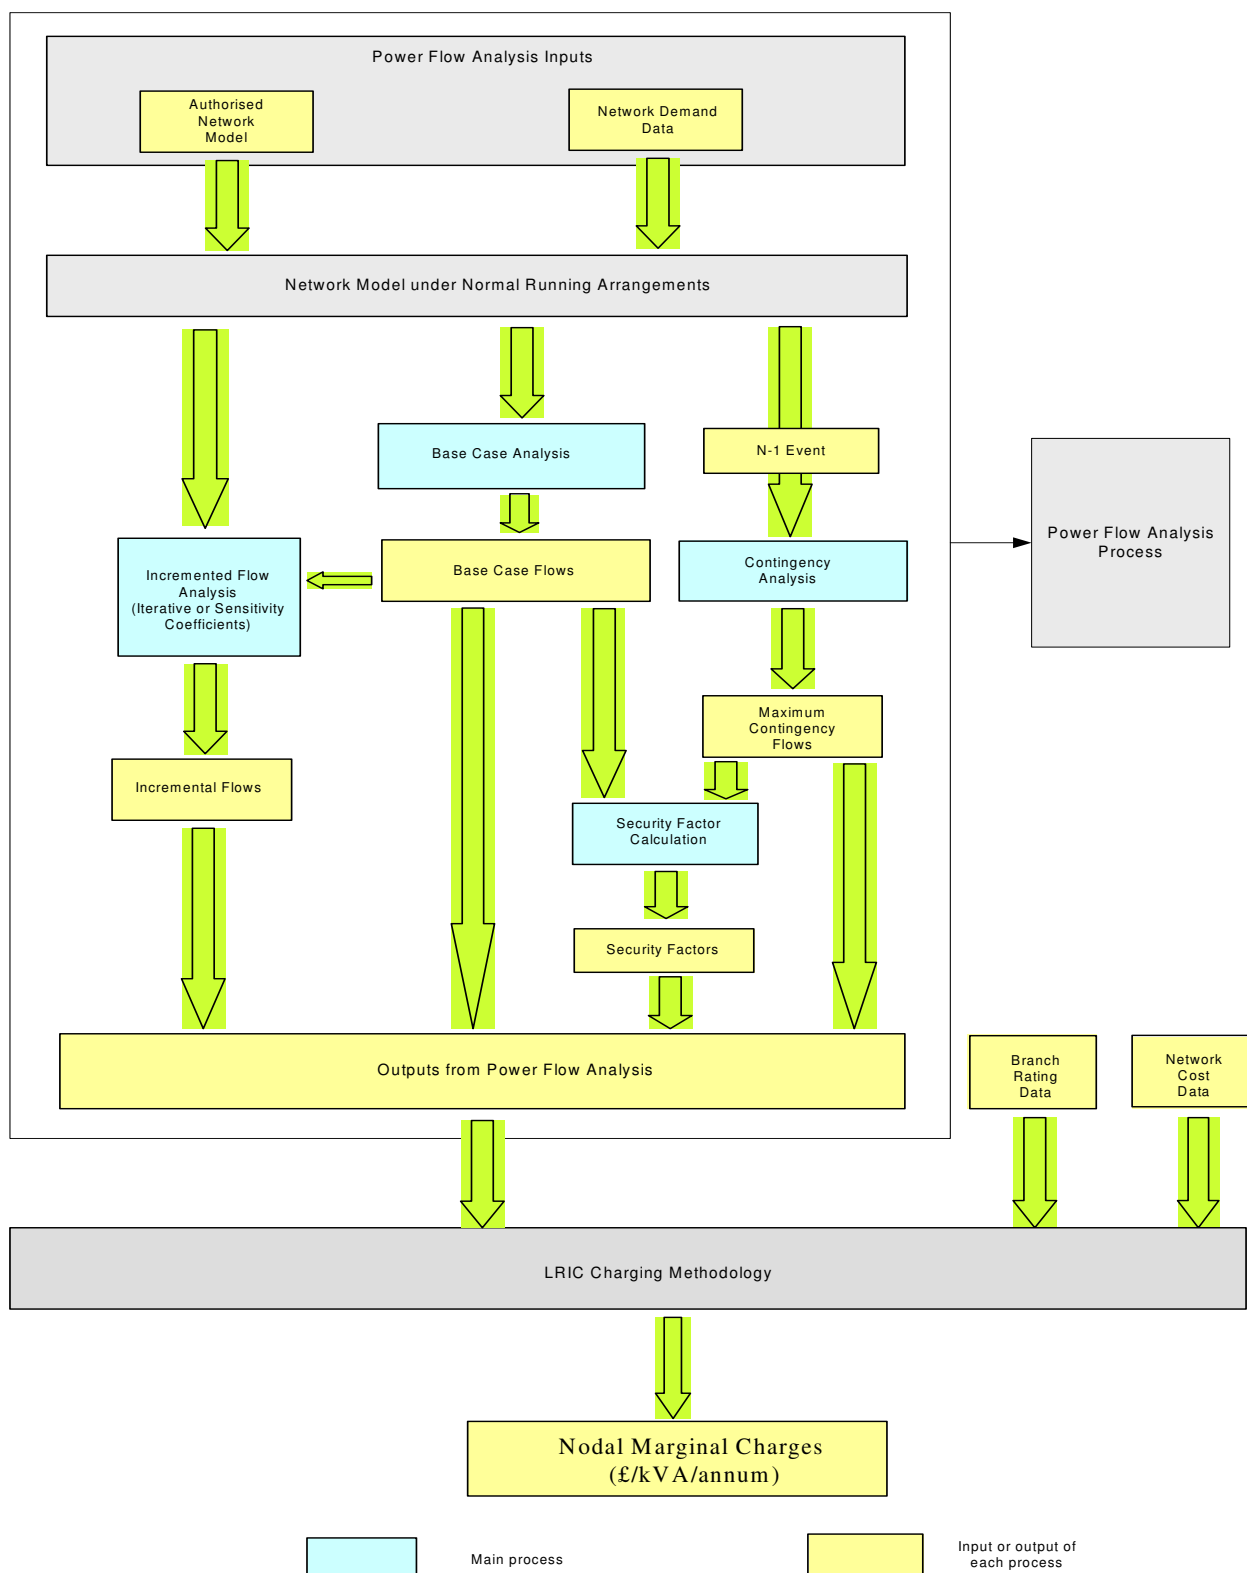 Power Flow Analysis Inputs
Authorised
Network
Model
Network Demand
Data
Network Model under Normal Running Arrangements
Base Case Analysis
N-1 Event
Power Flow Analysis
Process
Incremented Flow
Analysis
(Iterative or Sensitivity
Coefficients)
Base Case Flows
Contingency
Analysis
Maximum
Contingency
Flows
Incremental Flows
Security Factor
Calculation
Security Factors
Outputs from Power Flow Analysis
Branch
Rating
Data
Network
Cost
Data
LRIC Charging Methodology
Nodal Marginal Charges
(£/kVA/annum)
Main process
Input or output of
each process